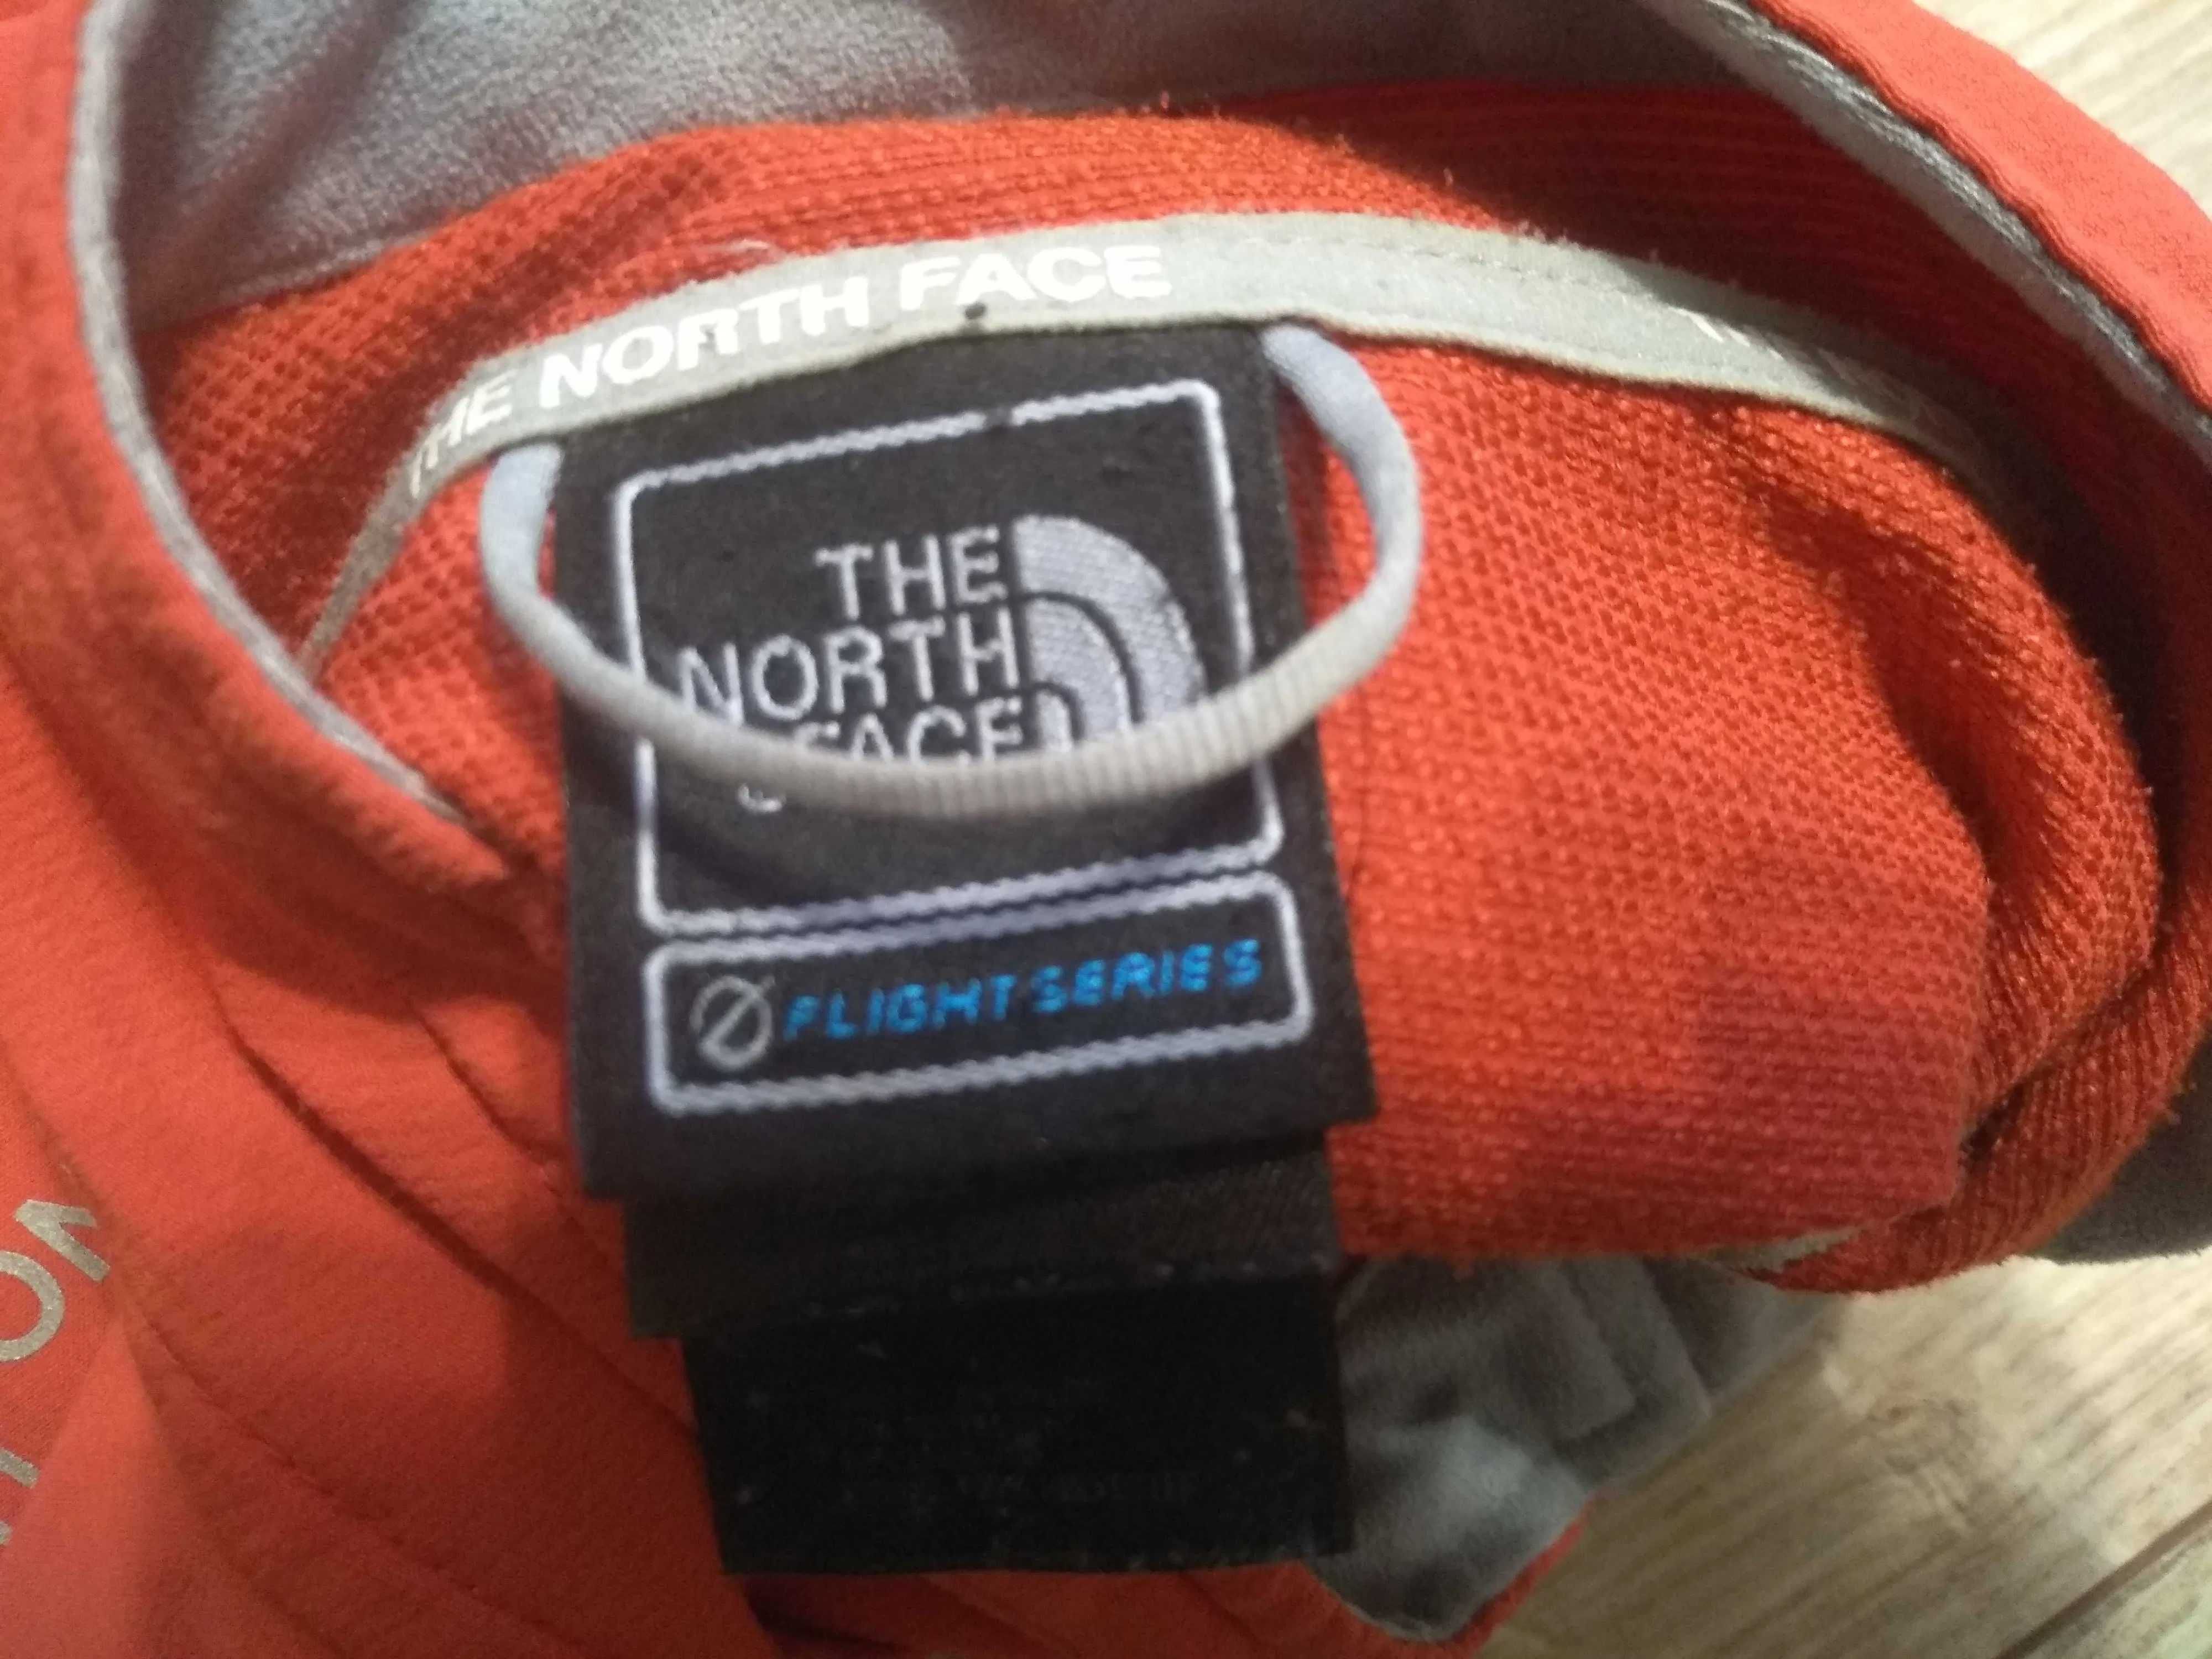 THE NORTH FACE
THE
NORTH
FACE
FLIGHT SERIES